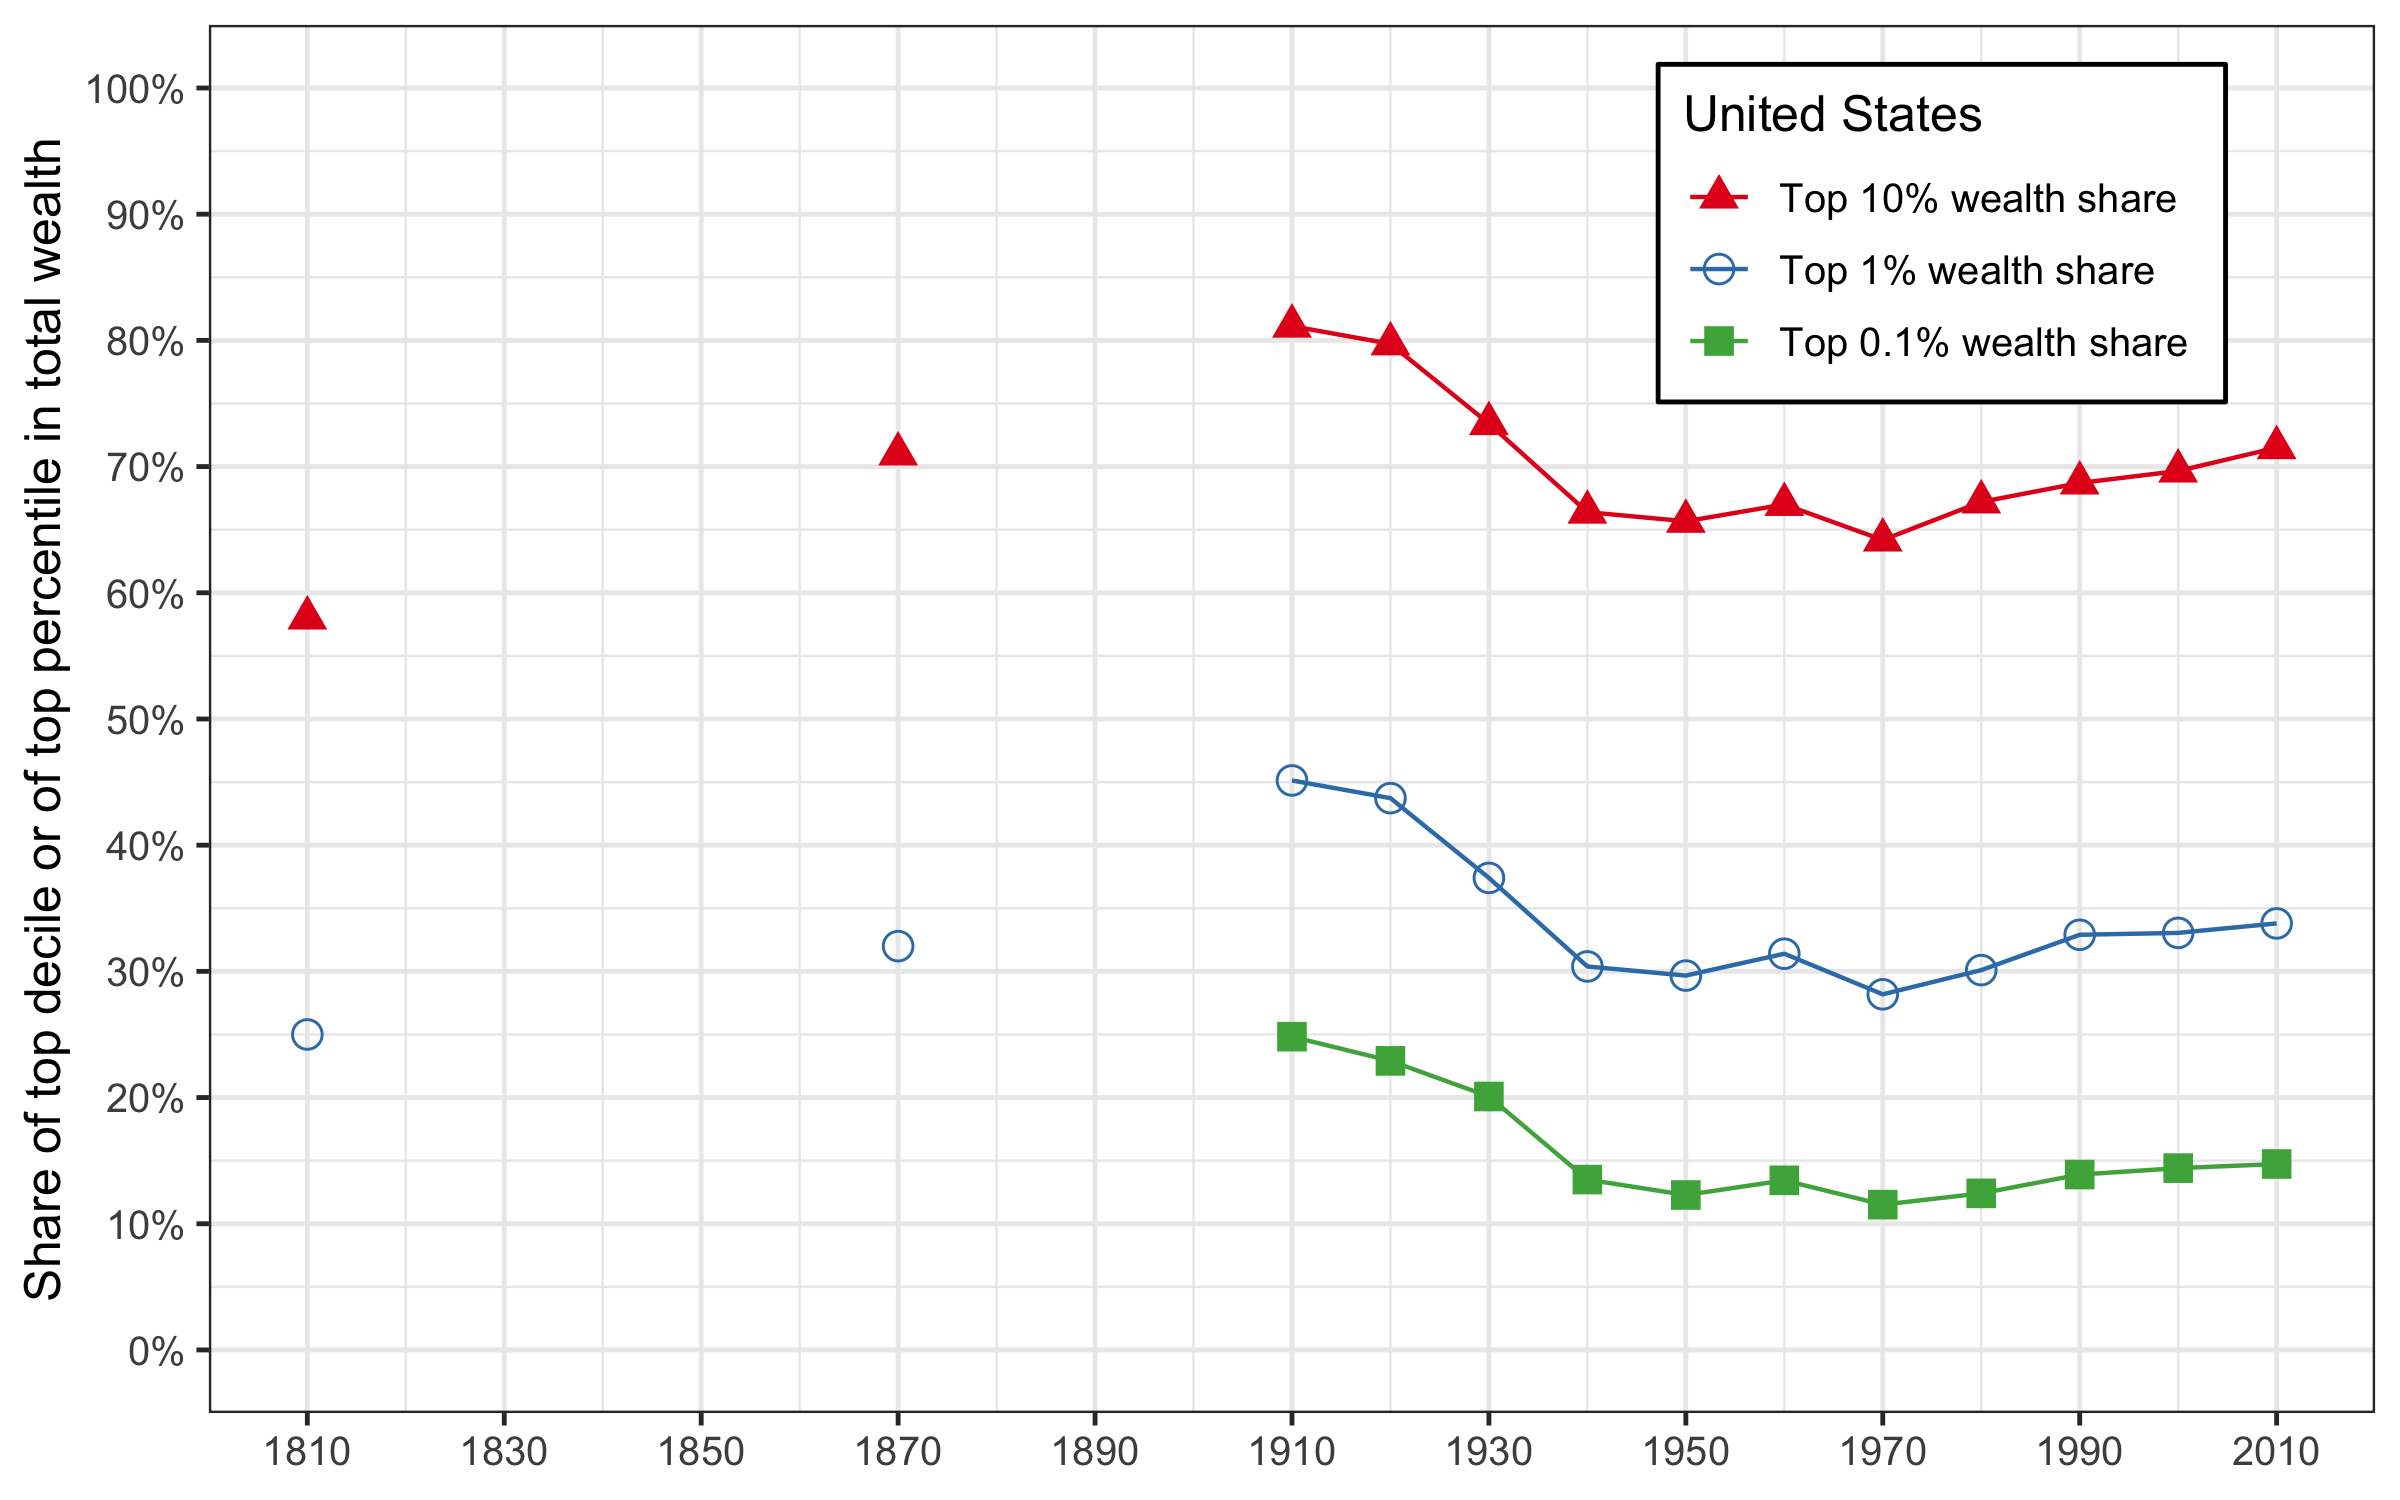 Share of top decile or of top percentile in total wealth
100%
90%
80%
70%
60%
50%
40%
30%
20%
10%
0%
United States
Top 10% wealth share
Top 1% wealth share
Top 0.1% wealth share
1810 1830 1850 1870 1890 1910 1930 1950 1970 1990 2010